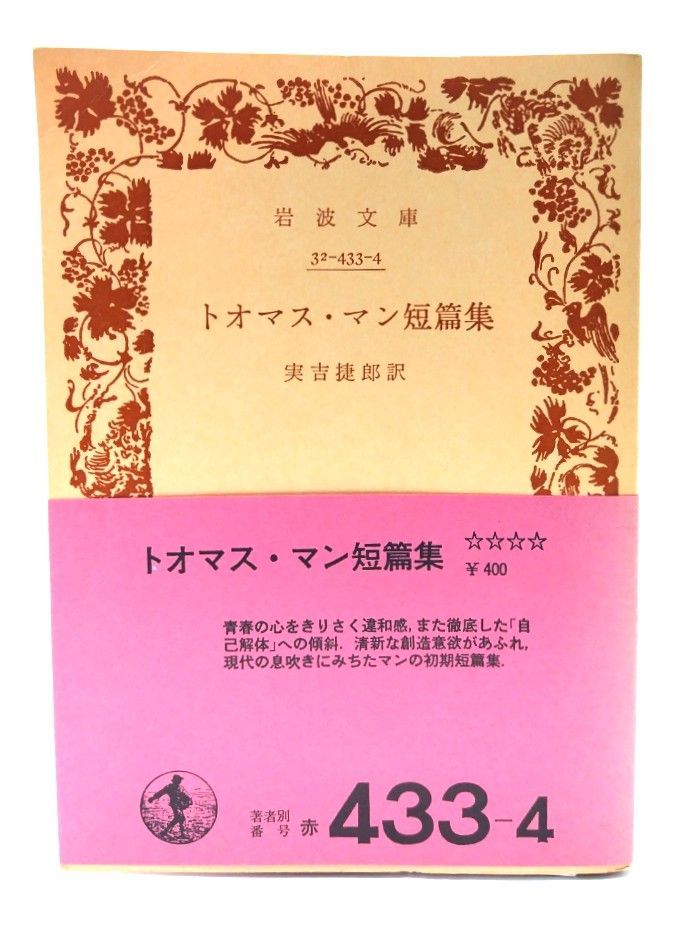 岩波文庫
32-433-4
トオマス・マン短篇集
実吉捷郎訳
トオマス・マン短篇集 ☆☆☆☆
¥400
青春の心をきりさく違和感,また徹底した「自
己解体」への傾斜. 清新な創造意欲があふれ,
現代の息吹きにみちたマンの初期短篇集.
著者別
番号 赤 433-4